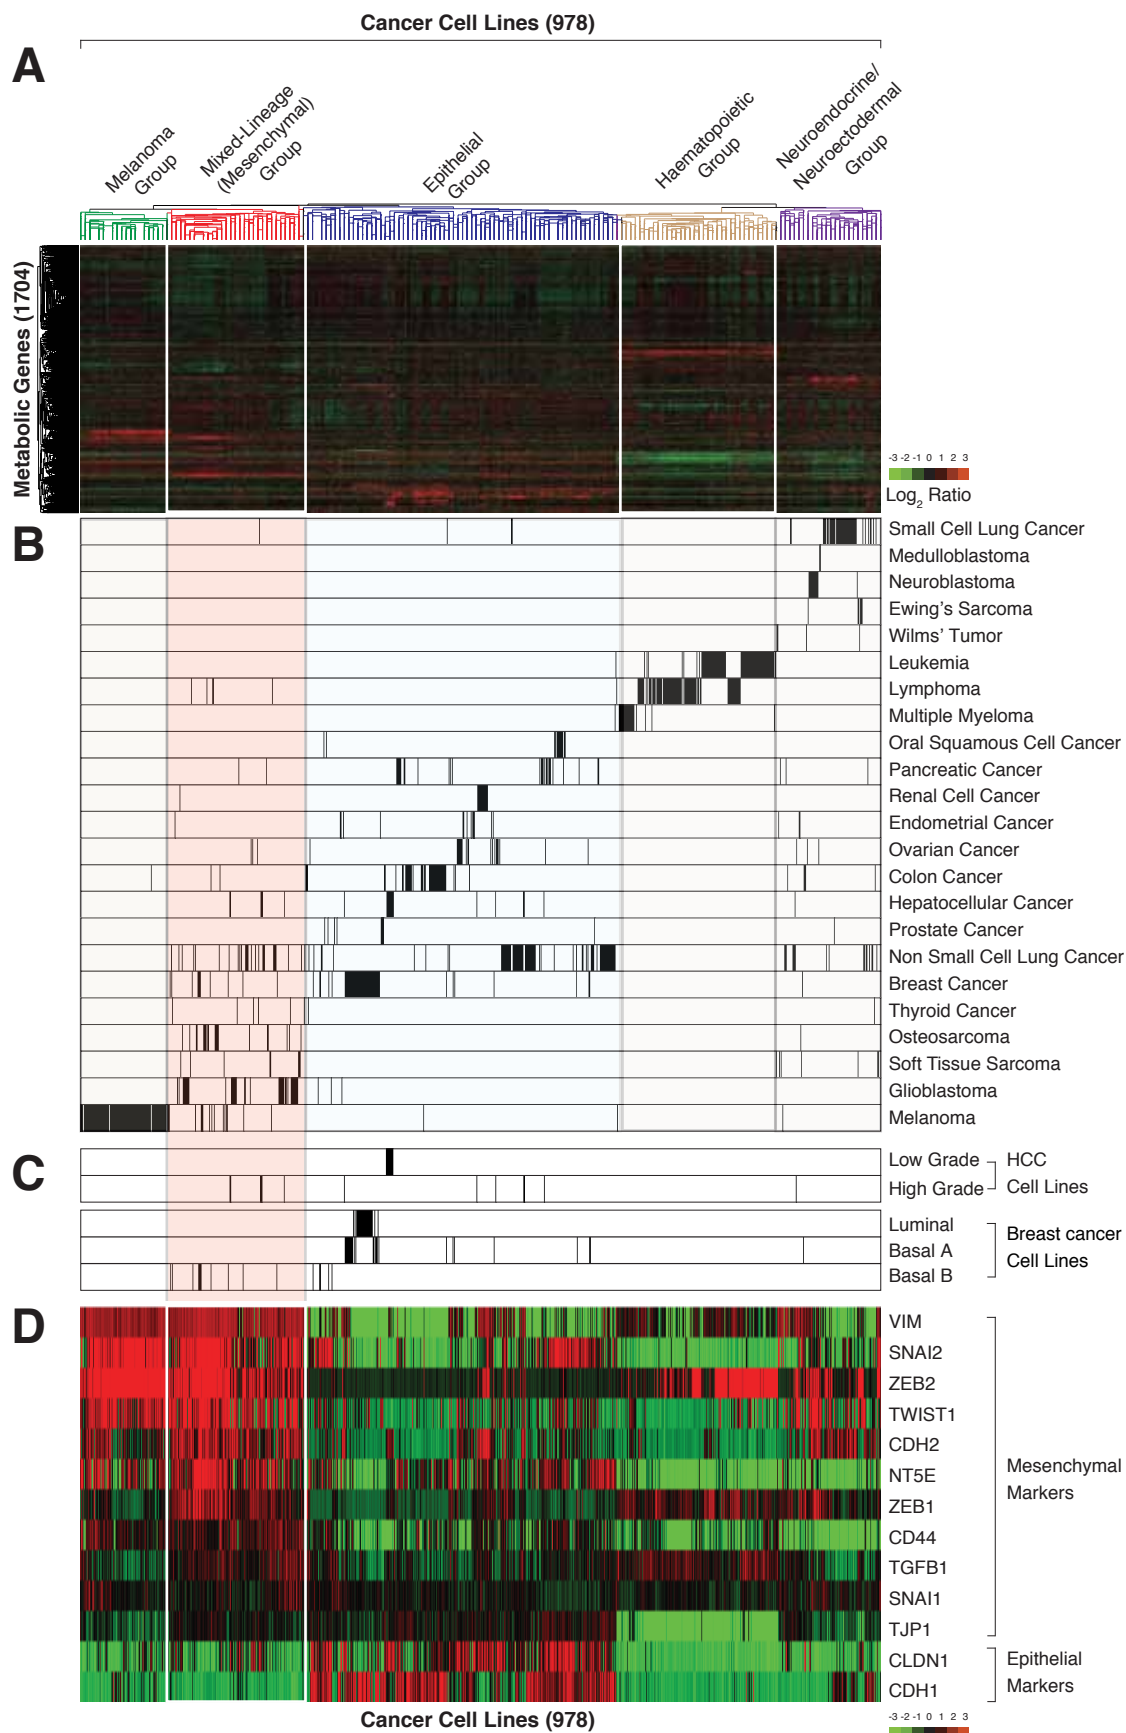 Cancer Cell Lines (978)
A
Melanoma
Group
Mixed-Lineage
(Mesenchymal)
Group
Epithelial
Group
Haematopoietic
Group
Neuroendocrine/
Neuroectodermal
Group
Metabolic Genes (1704)
-3 -2 -1 0 1 2 3
Log2 Ratio
B
Small Cell Lung Cancer
Medulloblastoma
Neuroblastoma
Ewing's Sarcoma
Wilms' Tumor
Leukemia
Lymphoma
Multiple Myeloma
Oral Squamous Cell Cancer
Pancreatic Cancer
Renal Cell Cancer
Endometrial Cancer
Ovarian Cancer
Colon Cancer
Hepatocellular Cancer
Prostate Cancer
Non Small Cell Lung Cancer
Breast Cancer
Thyroid Cancer
Osteosarcoma
Soft Tissue Sarcoma
Glioblastoma
Melanoma
C
Low Grade
High Grade
HCC
Cell Lines
Luminal
Basal A
Basal B
Breast cancer
Cell Lines
D
VIM
SNAI2
ZEB2
TWIST1
CDH2
NT5E
ZEB1
CD44
TGFB1
SNAI1
TJP1
Mesenchymal
Markers
CLDN1
CDH1
Epithelial
Markers
Cancer Cell Lines (978)
-3 -2 -1 0 1 2 3